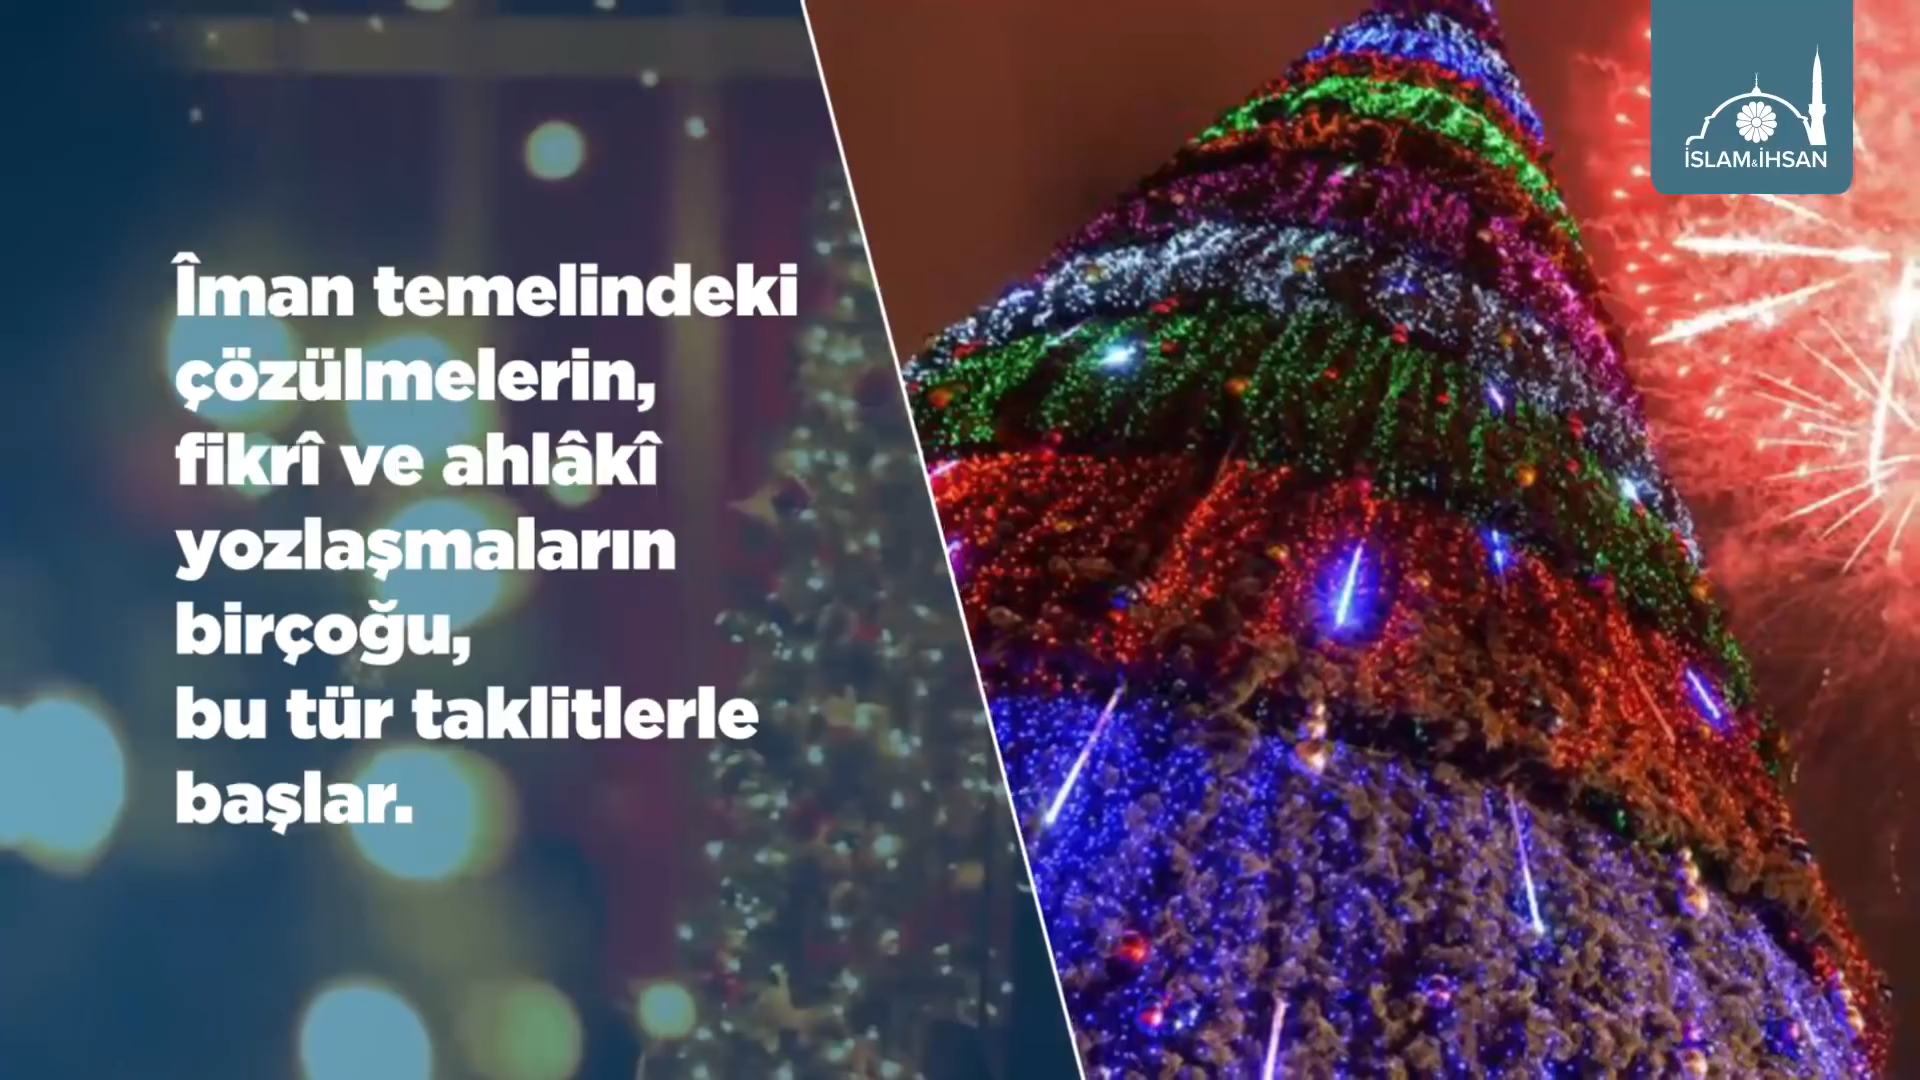 Îman temelindeki
çözülmelerin,
fikrî ve ahlâkî
yozlaşmaların
birçoğu,
bu tür taklitlerle
başlar.
İSLAM&İHSAN